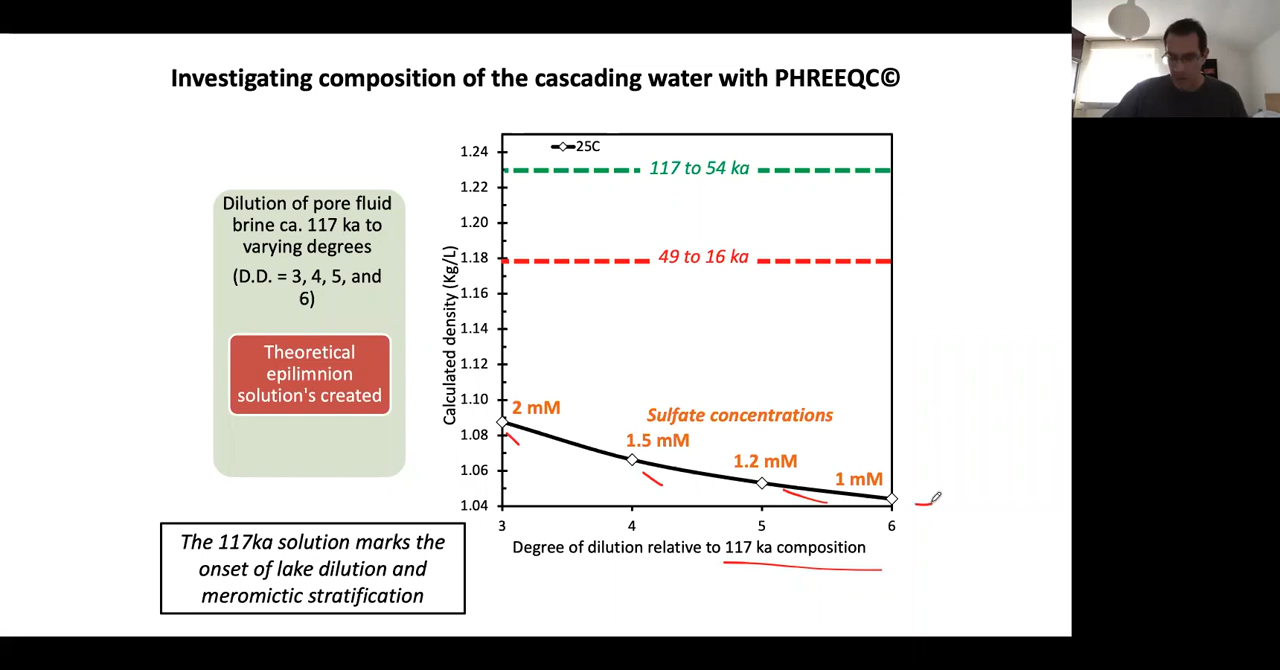 Investigating composition of the cascading water with PHREEQC©
Dilution of pore fluid
brine ca. 117 ka to
varying degrees
(D.D. = 3, 4, 5, and
6)
Theoretical
epilimnion
solution's created
The 117ka solution marks the
onset of lake dilution and
meromictic stratification
Calculated density (Kg/L)
1.24
1.22
1.20
1.18
1.16
1.14
1.12
1.10
1.08
1.06
1.04
25C
117 to 54 ka
49 to 16 ka
2 mM
Sulfate concentrations
1.5 mM
1.2 mM
1 mM
3 4 5 6
Degree of dilution relative to 117 ka composition